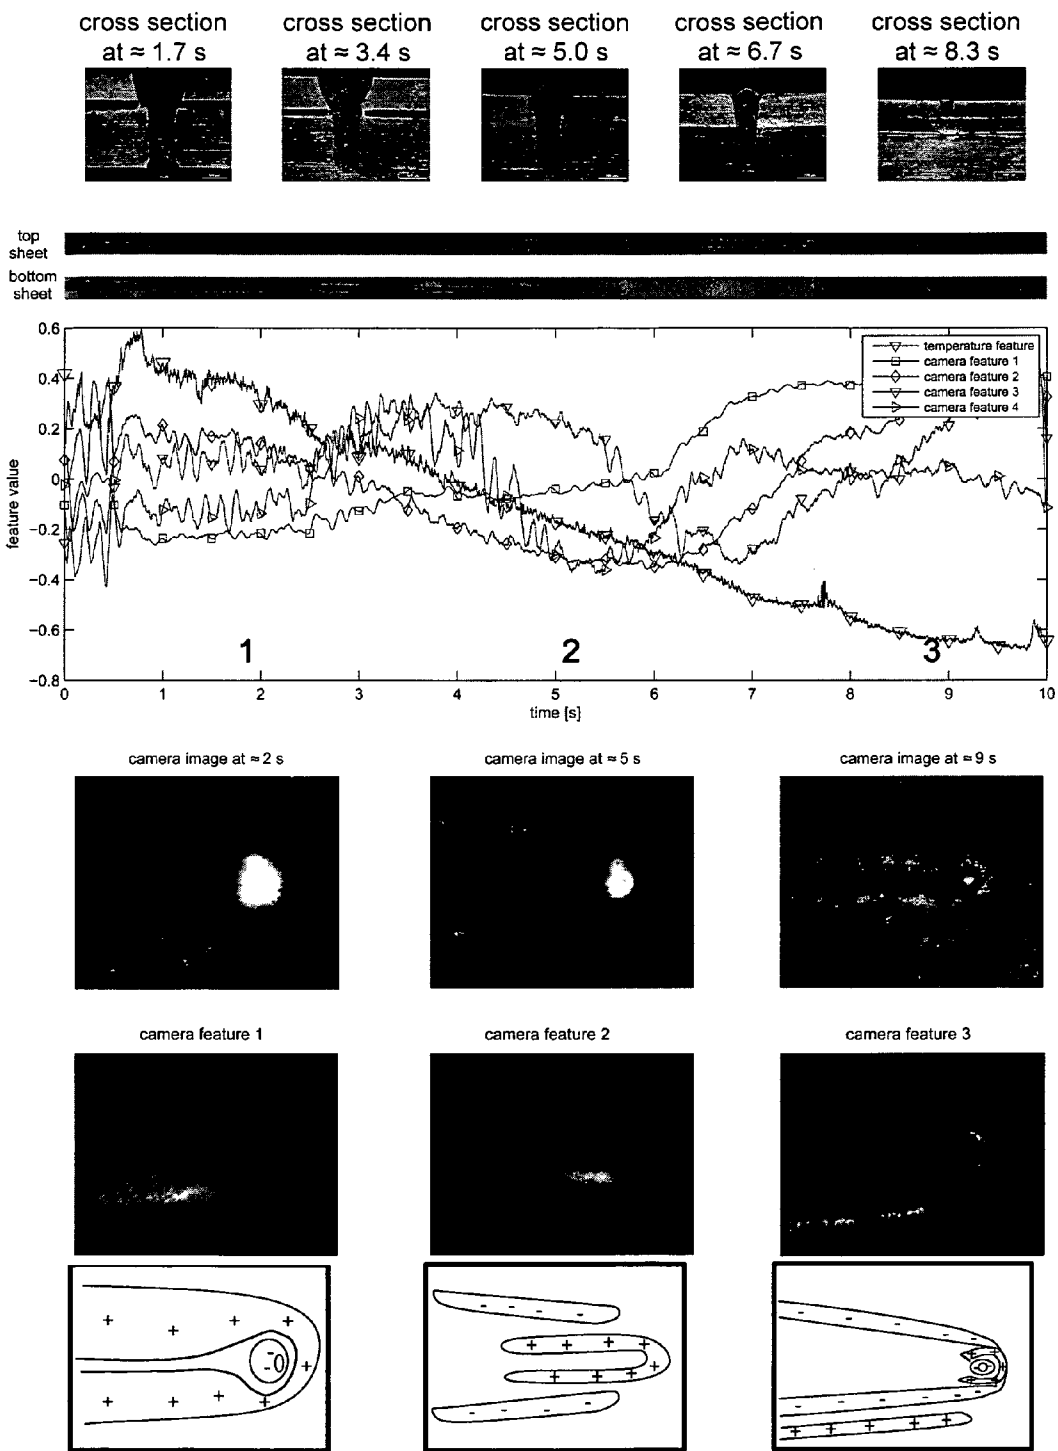 cross section
at ≈ 1.7 s
cross section
at ≈ 3.4 s
cross section
at ≈ 5.0 s
cross section
at ≈ 6.7 s
cross section
at ≈ 8.3 s
top
sheet
bottom
sheet
0.6
0.4
0.2
0
−0.2
−0.4
−0.6
−0.8
feature value
temperature feature
camera feature 1
camera feature 2
camera feature 3
camera feature 4
1
2
3
0 1 2 3 4 5 6 7 8 9 10
time [s]
camera image at ≈ 2 s
camera image at ≈ 5 s
camera image at ≈ 9 s
camera feature 1
camera feature 2
camera feature 3